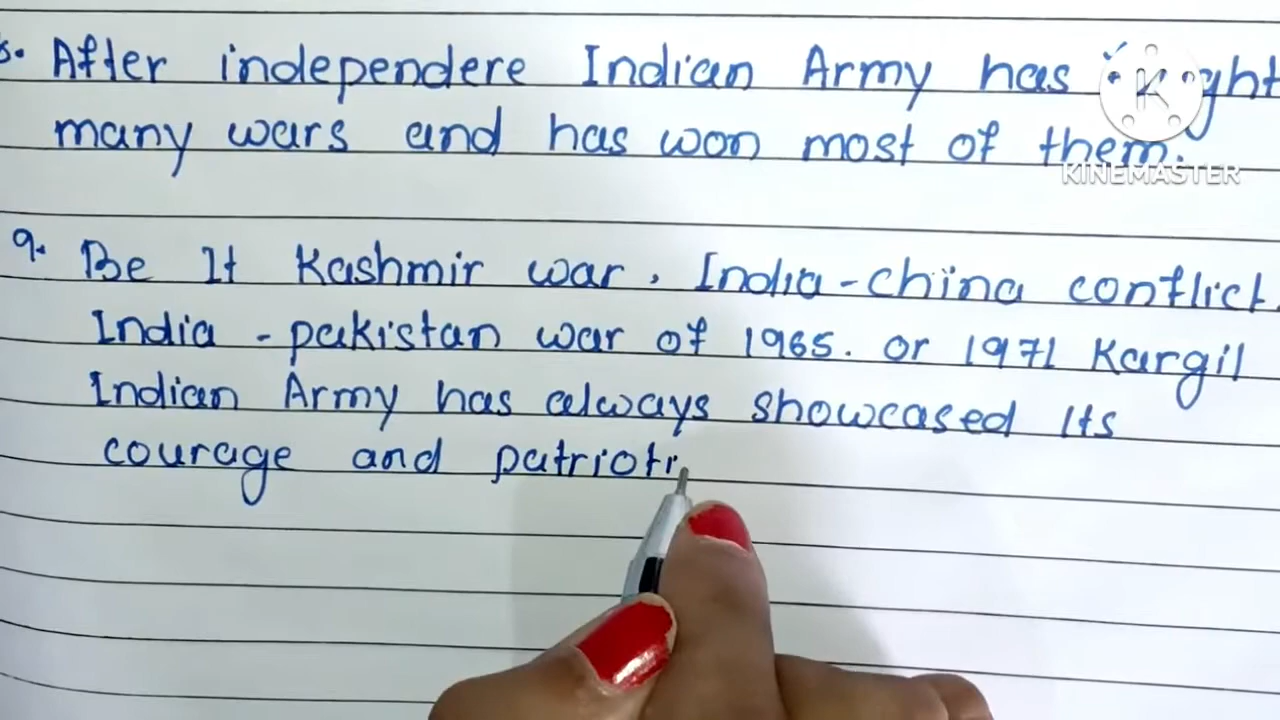 8. After independere Indian Army has
many wars and has won most of them.
KINEMASTER
9. Be It Kashmir war, India-china conflict.
India - pakistan war of 1965. or 1971 Kargil
Indian Army has always showcased Its
courage and patrioti